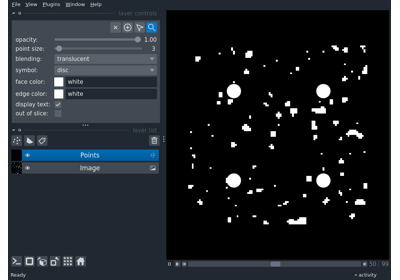 File View Plugins Window Help
layer controls
opacity: 1.00
point size: 3
blending: translucent
symbol: disc
face color: white
edge color: white
display text:
out of slice:
layer list
Points
Image
50 99
Ready
activity